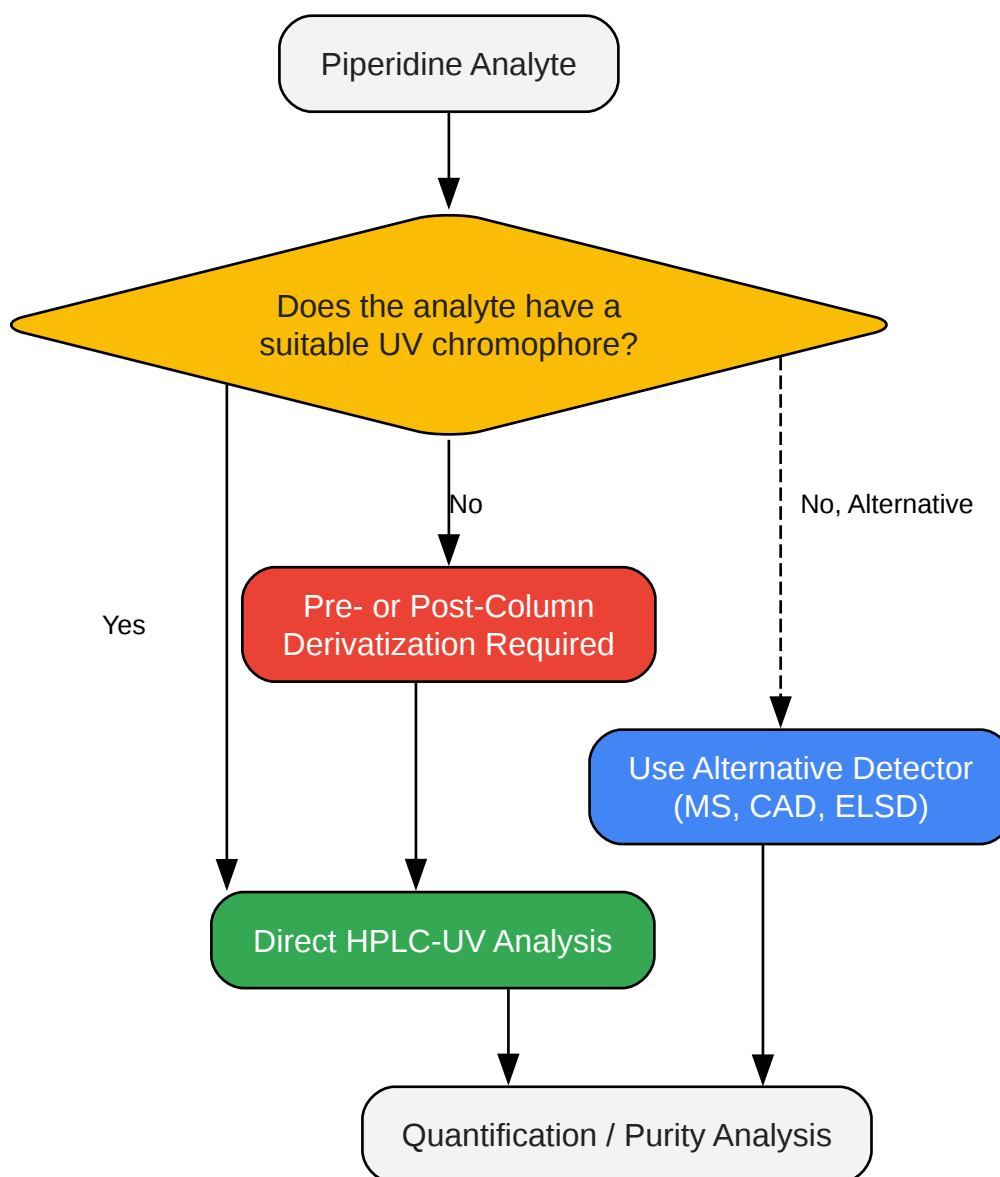 Piperidine Analyte
Does the analyte have a
suitable UV chromophore?
No
No, Alternative
Pre- or Post-Column
Derivatization Required
Yes
Use Alternative Detector
(MS, CAD, ELSD)
Direct HPLC-UV Analysis
Quantification / Purity Analysis